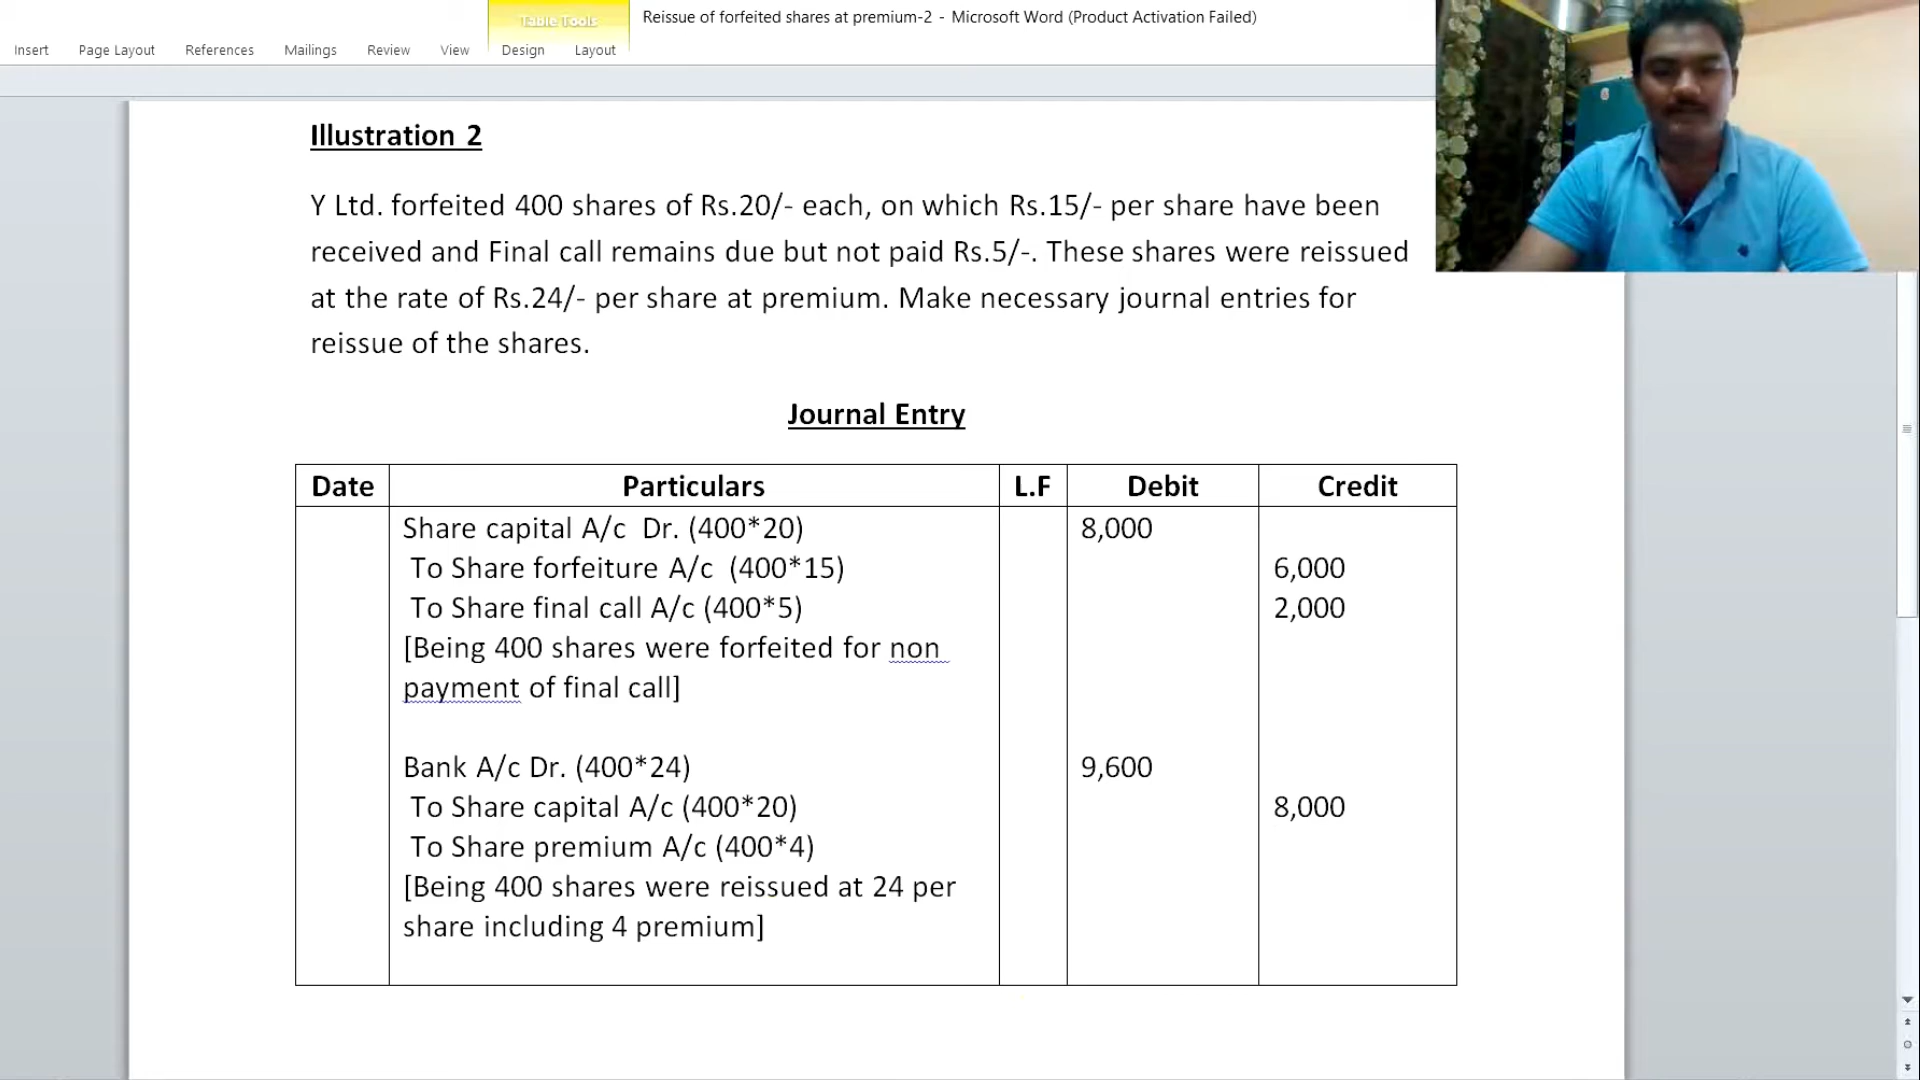 Table Tools
Reissue of forfeited shares at premium-2 - Microsoft Word (Product Activation Failed)
Insert Page Layout References Mailings Review View Design Layout
Illustration 2
Y Ltd. forfeited 400 shares of Rs.20/- each, on which Rs.15/- per share have been
received and Final call remains due but not paid Rs.5/-. These shares were reissued
at the rate of Rs.24/- per share at premium. Make necessary journal entries for
reissue of the shares.
Journal Entry
Date Particulars L.F Debit Credit
Share capital A/c Dr. (400*20) 8,000
To Share forfeiture A/c (400*15) 6,000
To Share final call A/c (400*5) 2,000
[Being 400 shares were forfeited for non
payment of final call]
Bank A/c Dr. (400*24) 9,600
To Share capital A/c (400*20) 8,000
To Share premium A/c (400*4)
[Being 400 shares were reissued at 24 per
share including 4 premium]